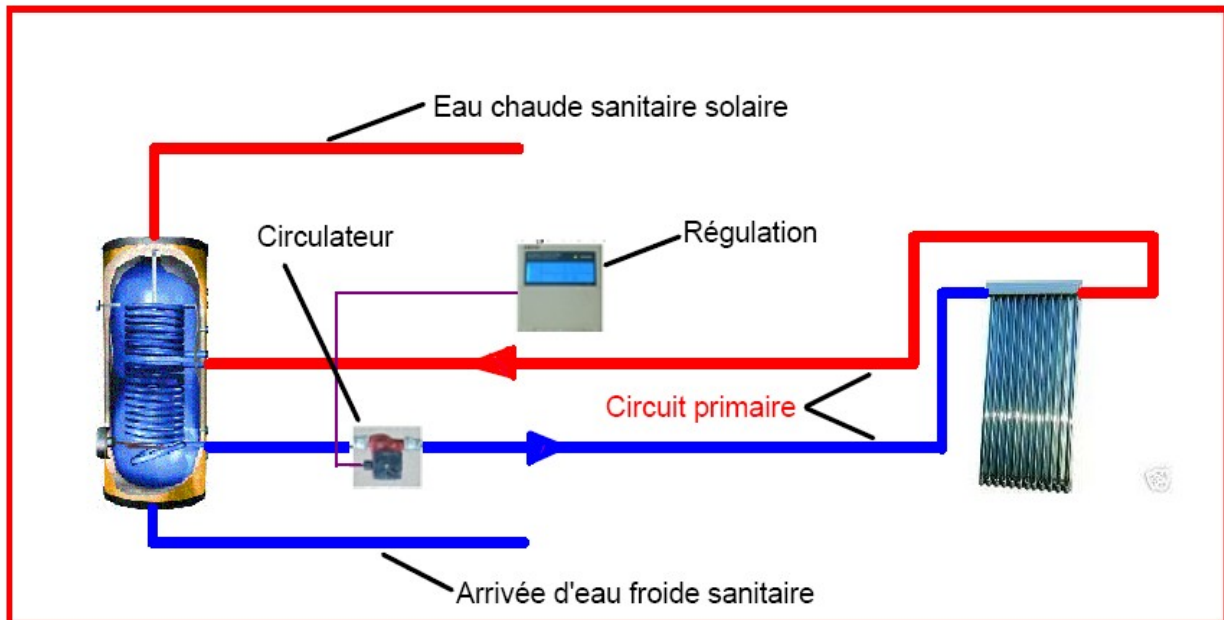 Eau chaude sanitaire solaire
Circulateur
Régulation
Circuit primaire
Arrivée d'eau froide sanitaire